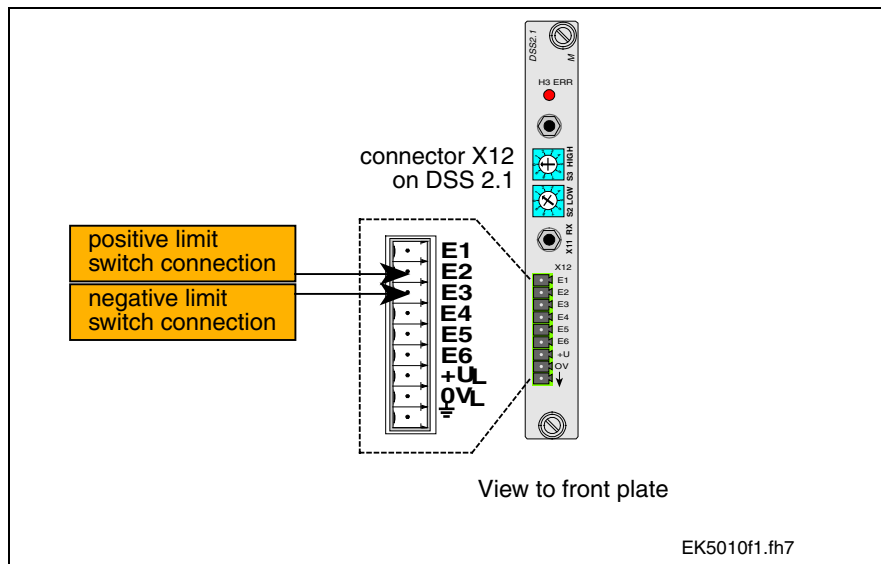 DSS2.1
M
H3 ERR
connector X12
on DSS 2.1
S3 HIGH
S2 LOW
X11 RX
positive limit
switch connection
negative limit
switch connection
E1
E2
E3
E4
E5
E6
+UL
0VL
X12
E1
E2
E3
E4
E5
E6
+U
OV
View to front plate
EK5010f1.fh7